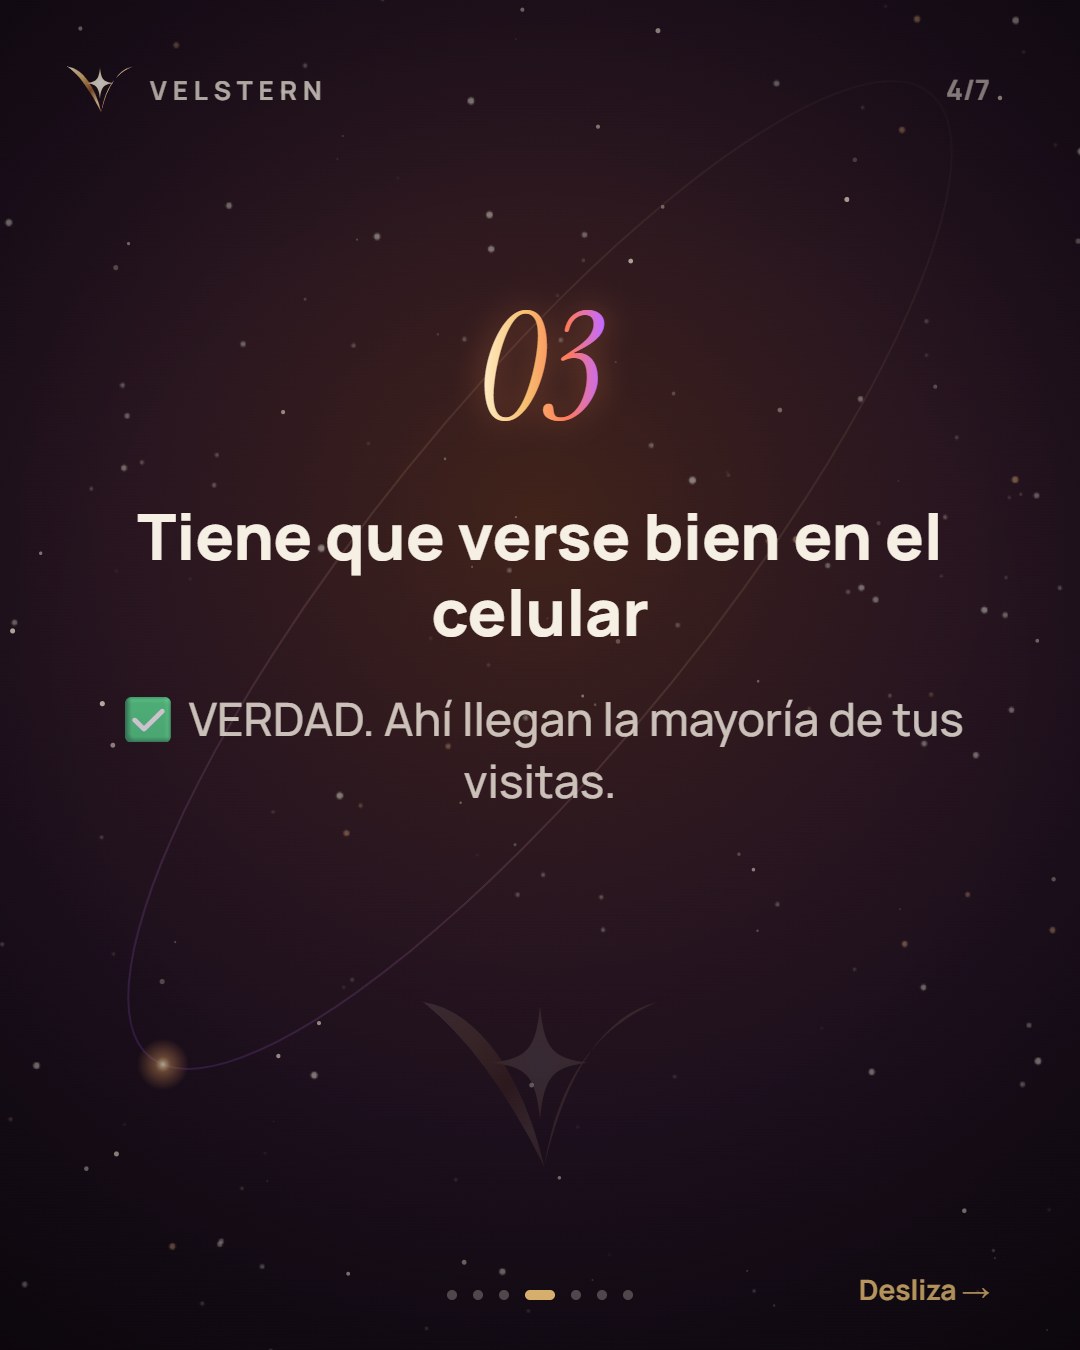 VELSTERN
4/7 .
03
Tiene que verse bien en el
celular
✅ VERDAD. Ahí llegan la mayoría de tus
visitas.
Desliza →